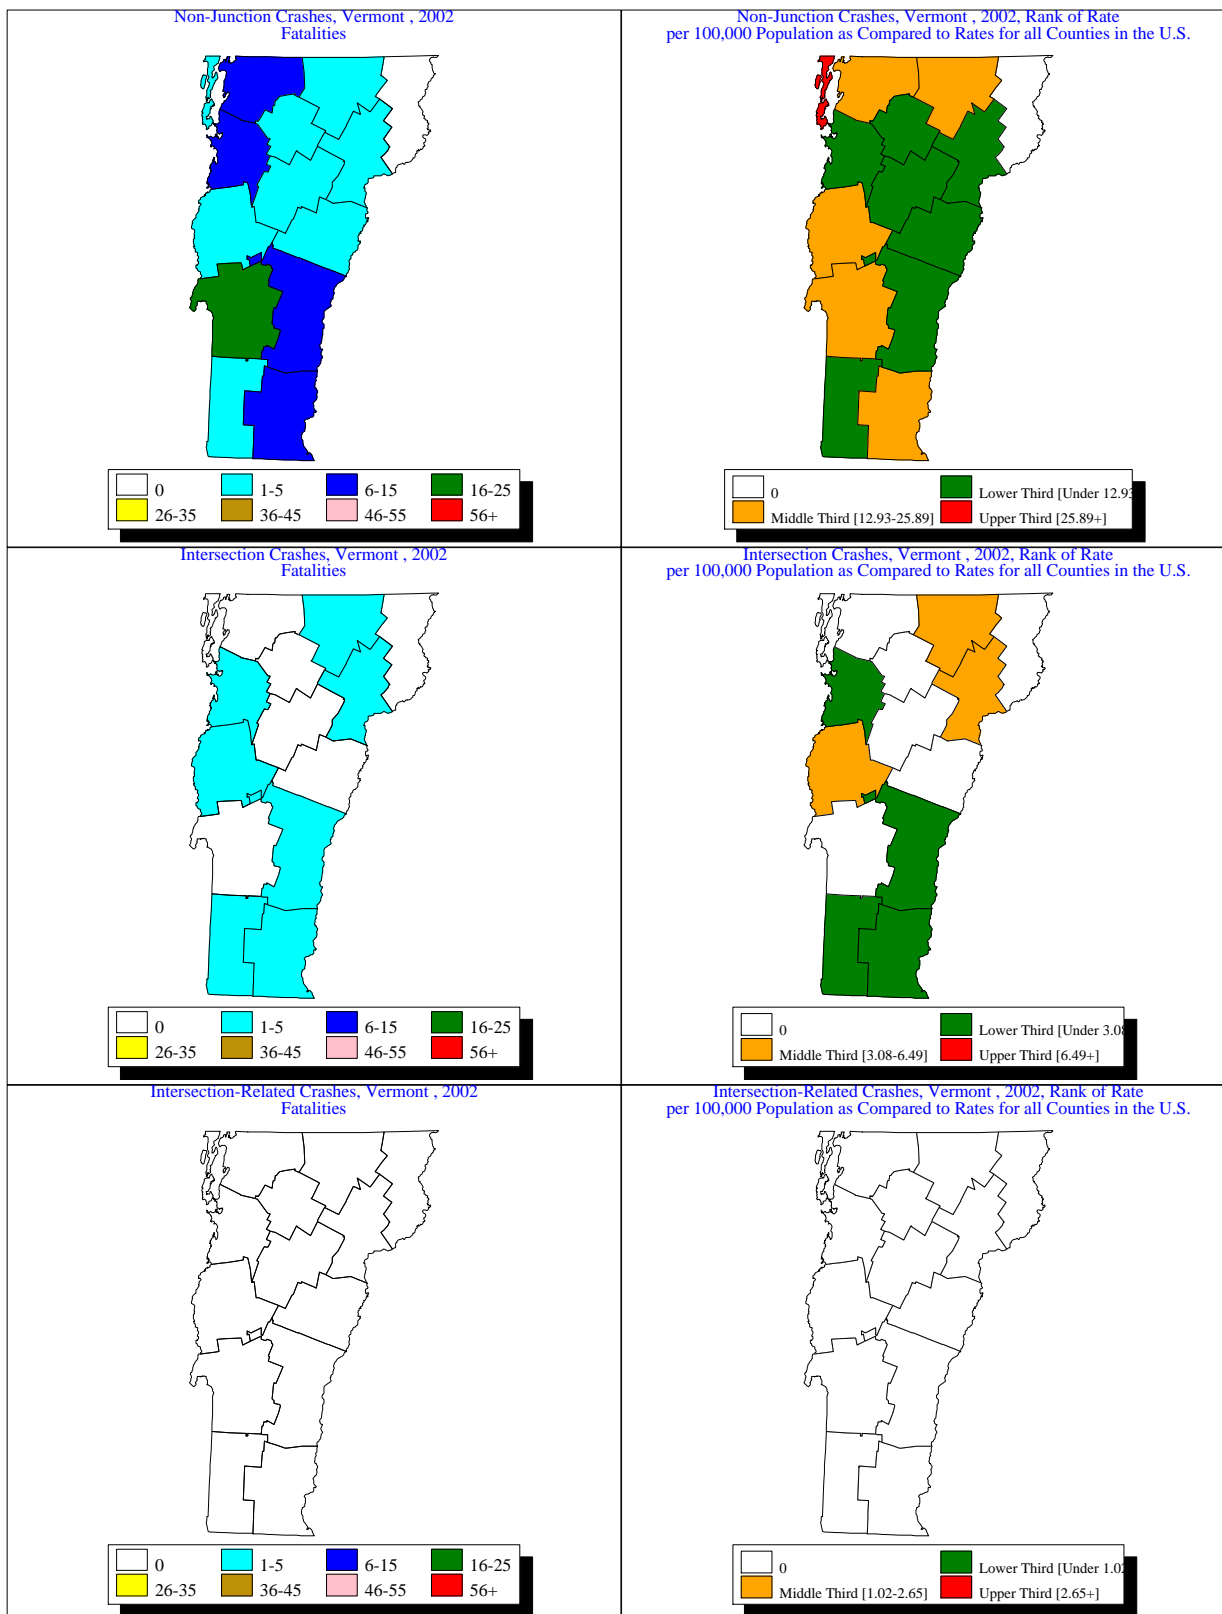 Non-Junction Crashes, Vermont , 2002
Fatalities
0 1-5 6-15 16-25
26-35 36-45 46-55 56+
Non-Junction Crashes, Vermont , 2002, Rank of Rate
per 100,000 Population as Compared to Rates for all Counties in the U.S.
0 Lower Third [Under 12.93
Middle Third [12.93-25.89] Upper Third [25.89+]
Intersection Crashes, Vermont , 2002
Fatalities
0 1-5 6-15 16-25
26-35 36-45 46-55 56+
Intersection Crashes, Vermont , 2002, Rank of Rate
per 100,000 Population as Compared to Rates for all Counties in the U.S.
0 Lower Third [Under 3.08
Middle Third [3.08-6.49] Upper Third [6.49+]
Intersection-Related Crashes, Vermont , 2002
Fatalities
0 1-5 6-15 16-25
26-35 36-45 46-55 56+
Intersection-Related Crashes, Vermont , 2002, Rank of Rate
per 100,000 Population as Compared to Rates for all Counties in the U.S.
0 Lower Third [Under 1.02
Middle Third [1.02-2.65] Upper Third [2.65+]